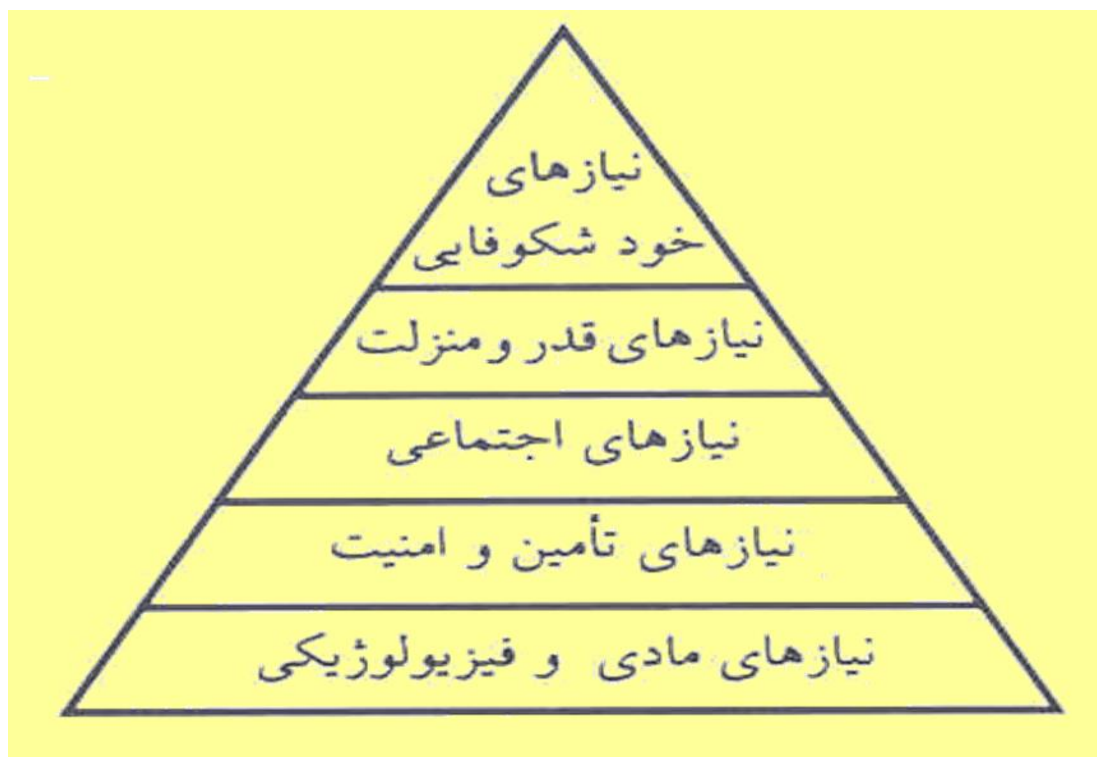 نیازهای
خود شکوفایی
نیازهای قدر و منزلت
نیازهای اجتماعی
نیازهای تأمین و امنیت
نیازهای مادی و فیزیولوژیکی